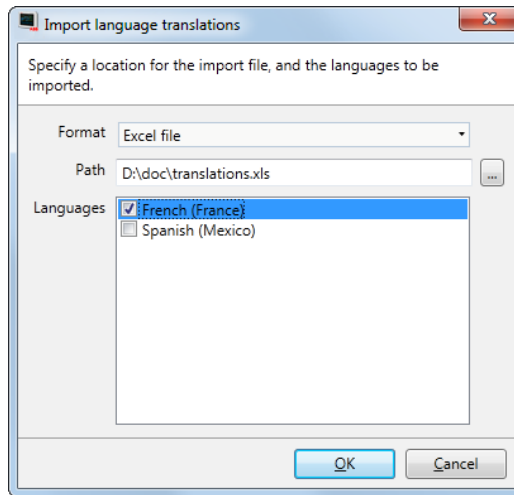 Import language translations
Specify a location for the import file, and the languages to be
imported.
Format Excel file
Path D:\doc\translations.xls ...
Languages French (France)
Spanish (Mexico)
OK Cancel